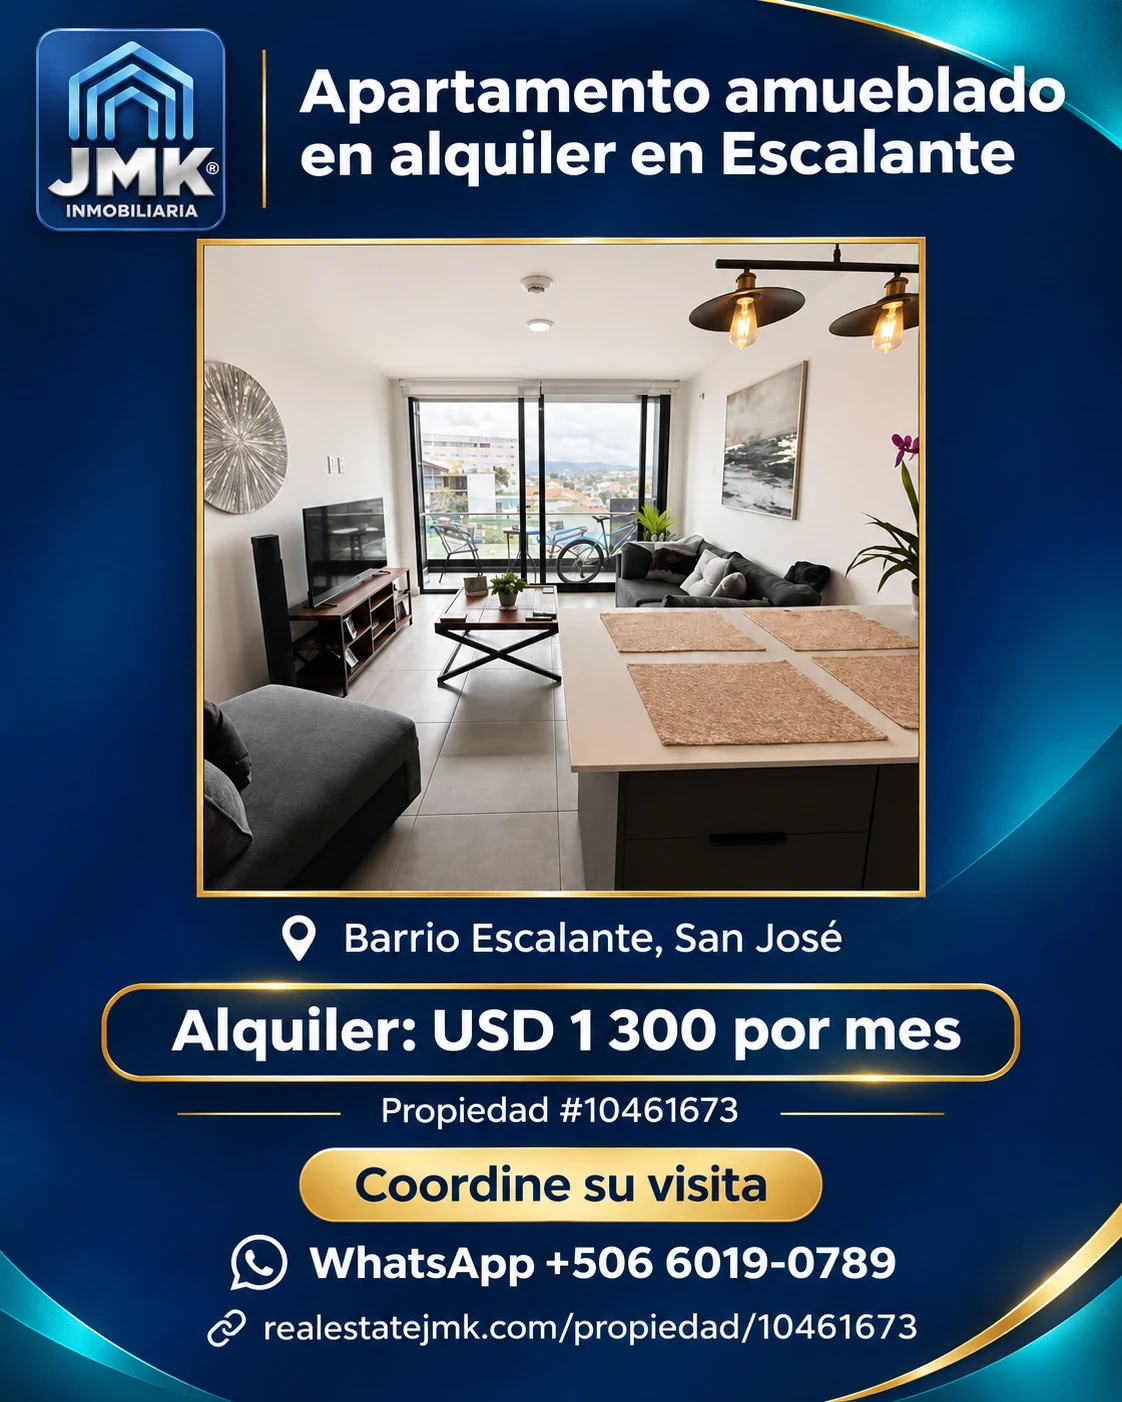 JMK®
INMOBILIARIA
Apartamento amueblado
en alquiler en Escalante
Barrio Escalante, San José
Alquiler: USD 1 300 por mes
Propiedad #10461673
Coordine su visita
WhatsApp +506 6019-0789
realestatejmk.com/propiedad/10461673